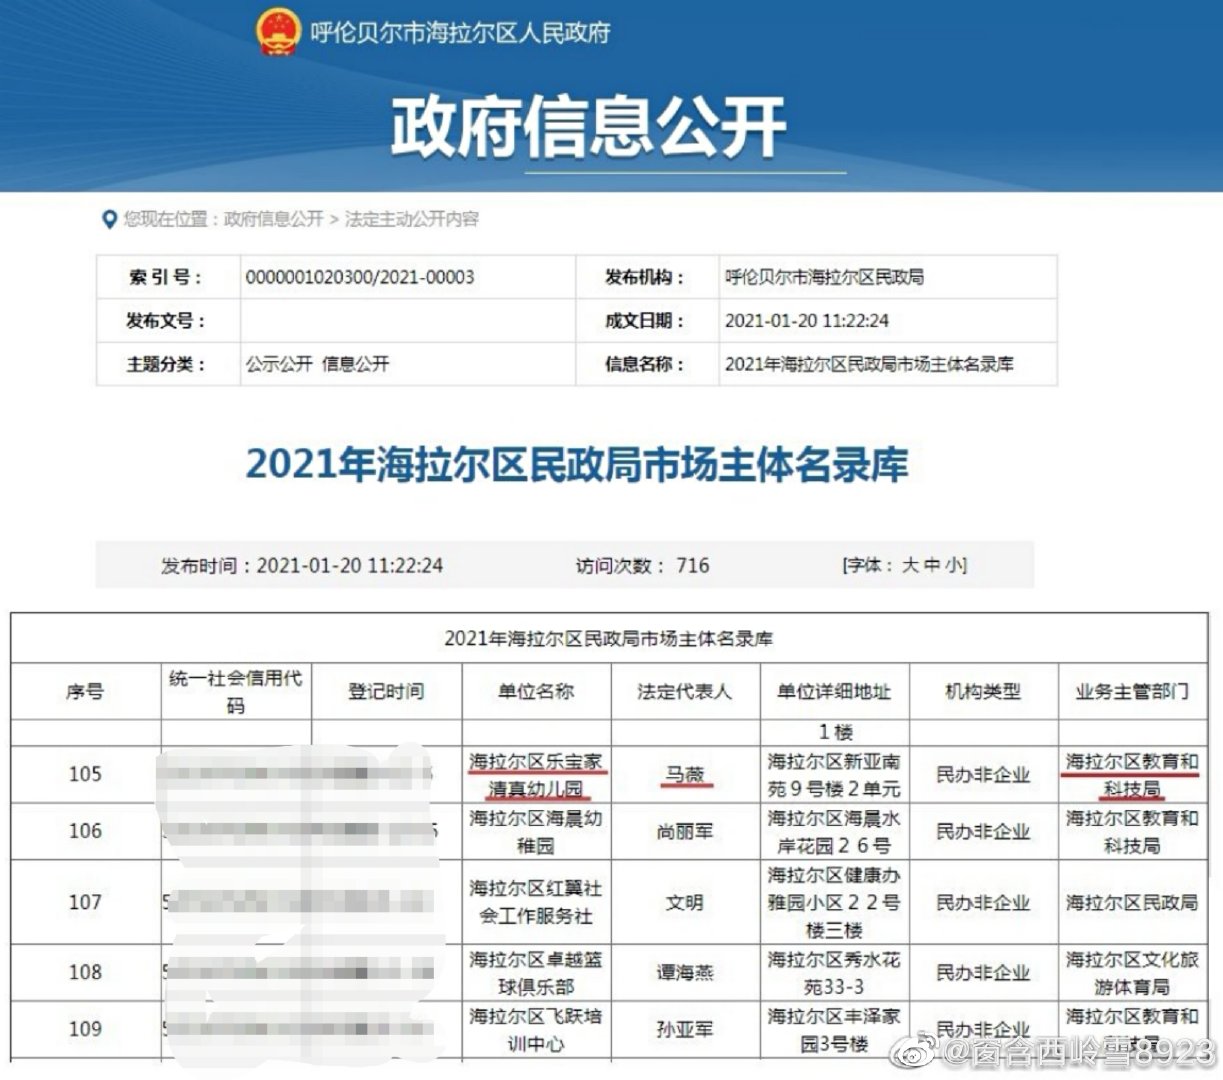 呼伦贝尔市海拉尔区人民政府
政府信息公开
您现在位置：政府信息公开 > 法定主动公开内容
索 引 号： 0000001020300/2021-00003 发布机构： 呼伦贝尔市海拉尔区民政局
发布文号： 成文日期： 2021-01-20 11:22:24
主题分类： 公示公开 信息公开 信息名称： 2021年海拉尔区民政局市场主体名录库
2021年海拉尔区民政局市场主体名录库
发布时间：2021-01-20 11:22:24 访问次数： 716 [字体： 大 中 小]
2021年海拉尔区民政局市场主体名录库
序号 统一社会信用代码 登记时间 单位名称 法定代表人 单位详细地址 机构类型 业务主管部门
1 楼
105 海拉尔区乐宝家清真幼儿园 马薇 海拉尔区新亚南苑９号楼２单元 民办非企业 海拉尔区教育和科技局
106 海拉尔区海晨幼稚园 尚丽军 海拉尔区海晨水岸花园２６号 民办非企业 海拉尔区教育和科技局
107 海拉尔区红翼社会工作服务社 文明 海拉尔区健康办雅园小区２２号楼三楼 民办非企业 海拉尔区民政局
108 海拉尔区卓越篮球俱乐部 谭海燕 海拉尔区秀水花苑33-3 民办非企业 海拉尔区文化旅游体育局
109 海拉尔区飞跃培训中心 孙亚军 海拉尔区丰泽家园3号楼 民办非企业 海拉尔区教育和科技局
@窗含西岭雪8923